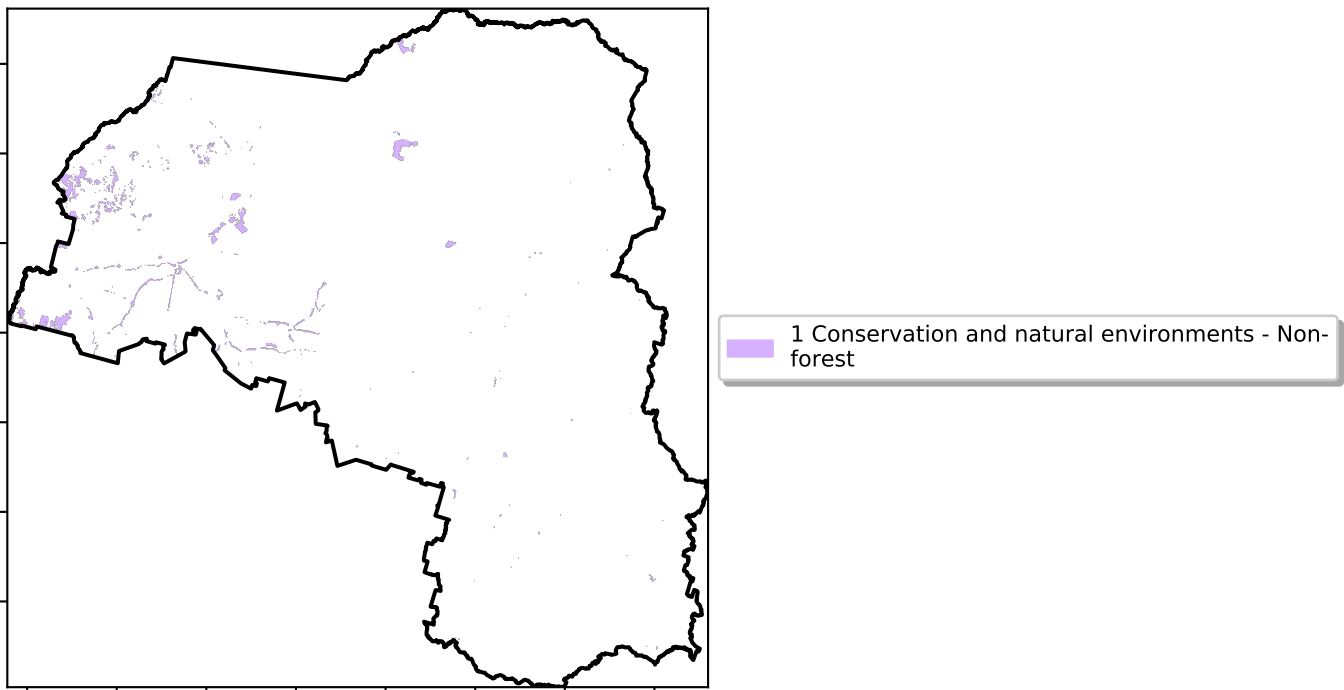 1 Conservation and natural environments - Non-
forest